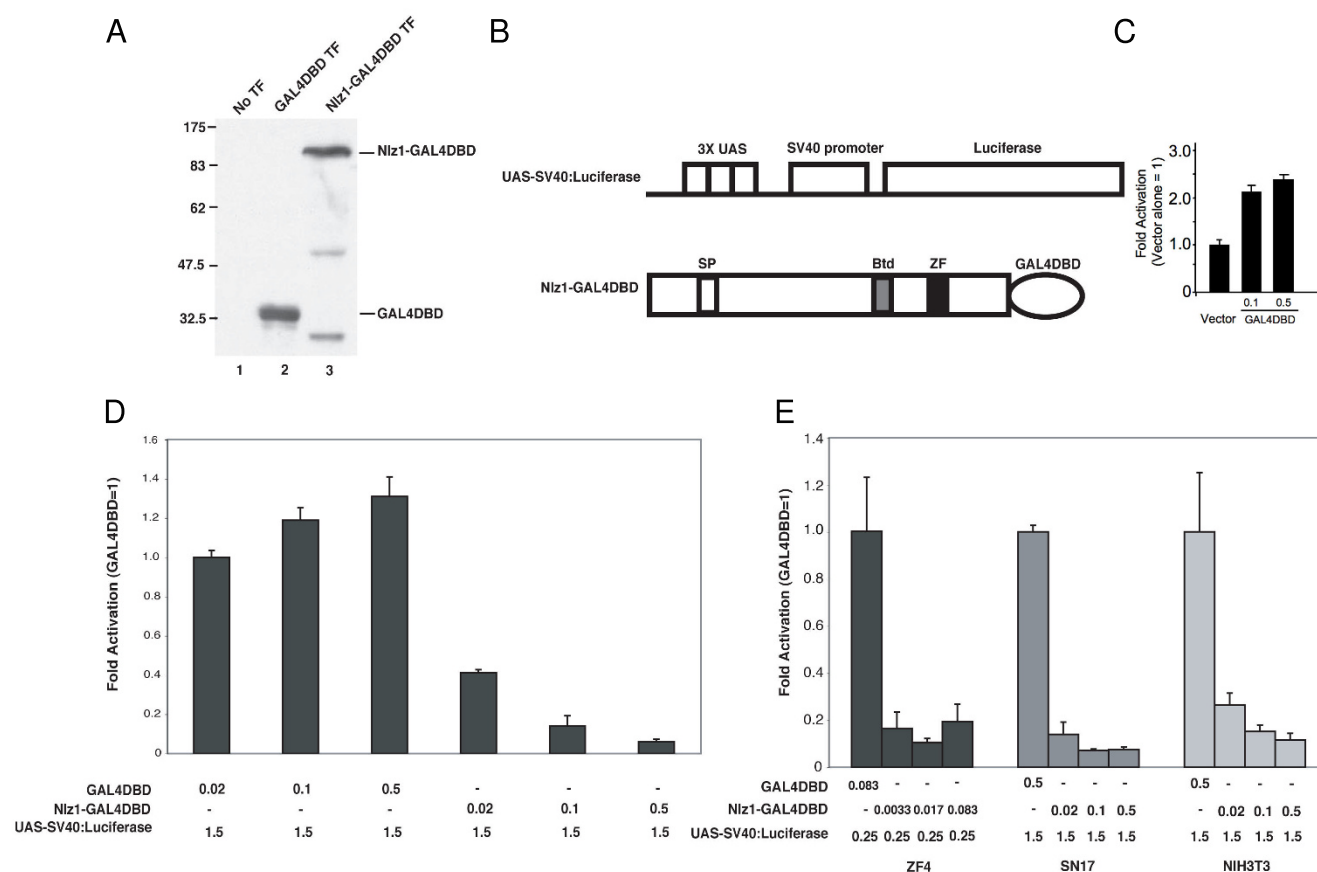 A
No TF
GAL4DBD TF
Nlz1-GAL4DBD TF
175
83
62
47.5
32.5
Nlz1-GAL4DBD
GAL4DBD
1 2 3
B
3X UAS SV40 promoter Luciferase
UAS-SV40:Luciferase
SP Btd ZF GAL4DBD
Nlz1-GAL4DBD
C
Fold Activation
(Vector alone = 1)
3.0
2.0
1.0
0
0.1 0.5
Vector GAL4DBD
D
Fold Activation (GAL4DBD=1)
1.6
1.4
1.2
1.0
0.8
0.6
0.4
0.2
0
GAL4DBD 0.02 0.1 0.5 - - -
Nlz1-GAL4DBD - - - 0.02 0.1 0.5
UAS-SV40:Luciferase 1.5 1.5 1.5 1.5 1.5 1.5
E
Fold Activation (GAL4DBD=1)
1.4
1.2
1.0
0.8
0.6
0.4
0.2
0
GAL4DBD 0.083 - - - 0.5 - - - 0.5 - - -
Nlz1-GAL4DBD - 0.0033 0.017 0.083 - 0.02 0.1 0.5 - 0.02 0.1 0.5
UAS-SV40:Luciferase 0.25 0.25 0.25 0.25 1.5 1.5 1.5 1.5 1.5 1.5 1.5 1.5
ZF4 SN17 NIH3T3